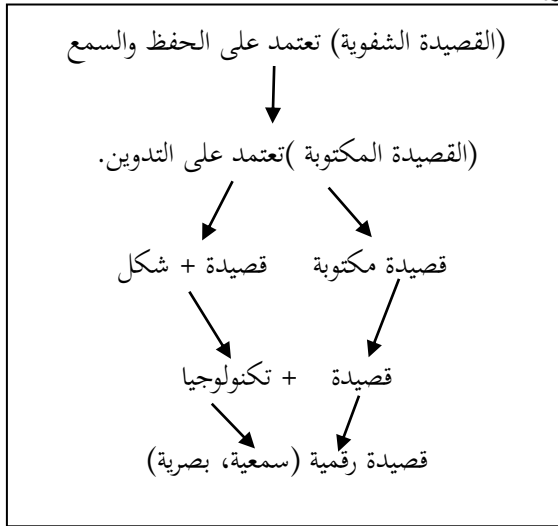 (القصيدة الشفوية) تعتمد على الحفظ والسمع
(القصيدة المكتوبة )تعتمد على التدوين.
قصيدة مكتوبة قصيدة + شكل
قصيدة + تكنولوجيا
قصيدة رقمية (سمعية، بصرية)